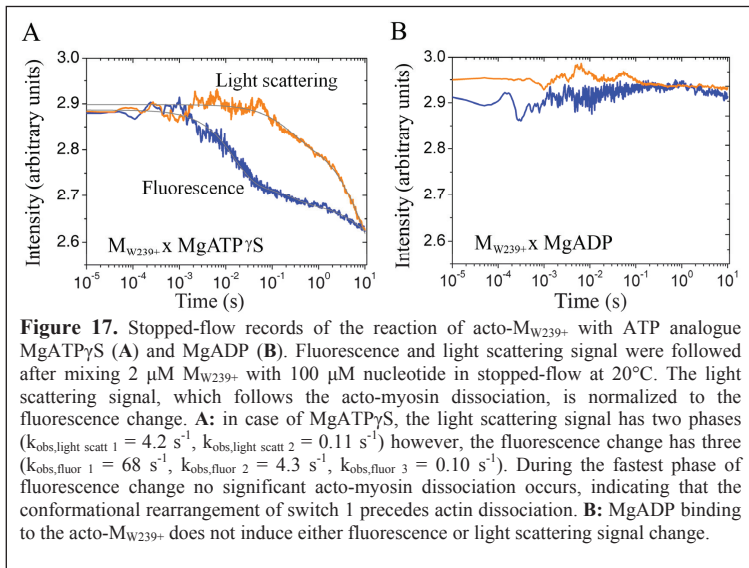 A
B
3.0
2.9
2.8
2.7
2.6
Intensity (arbitrary units)
Light scattering
Fluorescence
M_W239+ x MgATPγS
10⁻⁵ 10⁻⁴ 10⁻³ 10⁻² 10⁻¹ 10⁰ 10¹
Time (s)
3.0
2.9
2.8
2.7
2.6
Intensity (arbitrary units)
M_W239+ x MgADP
10⁻⁵ 10⁻⁴ 10⁻³ 10⁻² 10⁻¹ 10⁰ 10¹
Time (s)
Figure 17. Stopped-flow records of the reaction of acto-M_W239+ with ATP analogue
MgATPγS (A) and MgADP (B). Fluorescence and light scattering signal were followed
after mixing 2 μM M_W239+ with 100 μM nucleotide in stopped-flow at 20°C. The light
scattering signal, which follows the acto-myosin dissociation, is normalized to the
fluorescence change. A: in case of MgATPγS, the light scattering signal has two phases
(k_obs,light scatt 1 = 4.2 s⁻¹, k_obs,light scatt 2 = 0.11 s⁻¹) however, the fluorescence change has three
(k_obs,fluor 1 = 68 s⁻¹, k_obs,fluor 2 = 4.3 s⁻¹, k_obs,fluor 3 = 0.10 s⁻¹). During the fastest phase of
fluorescence change no significant acto-myosin dissociation occurs, indicating that the
conformational rearrangement of switch 1 precedes actin dissociation. B: MgADP binding
to the acto-M_W239+ does not induce either fluorescence or light scattering signal change.